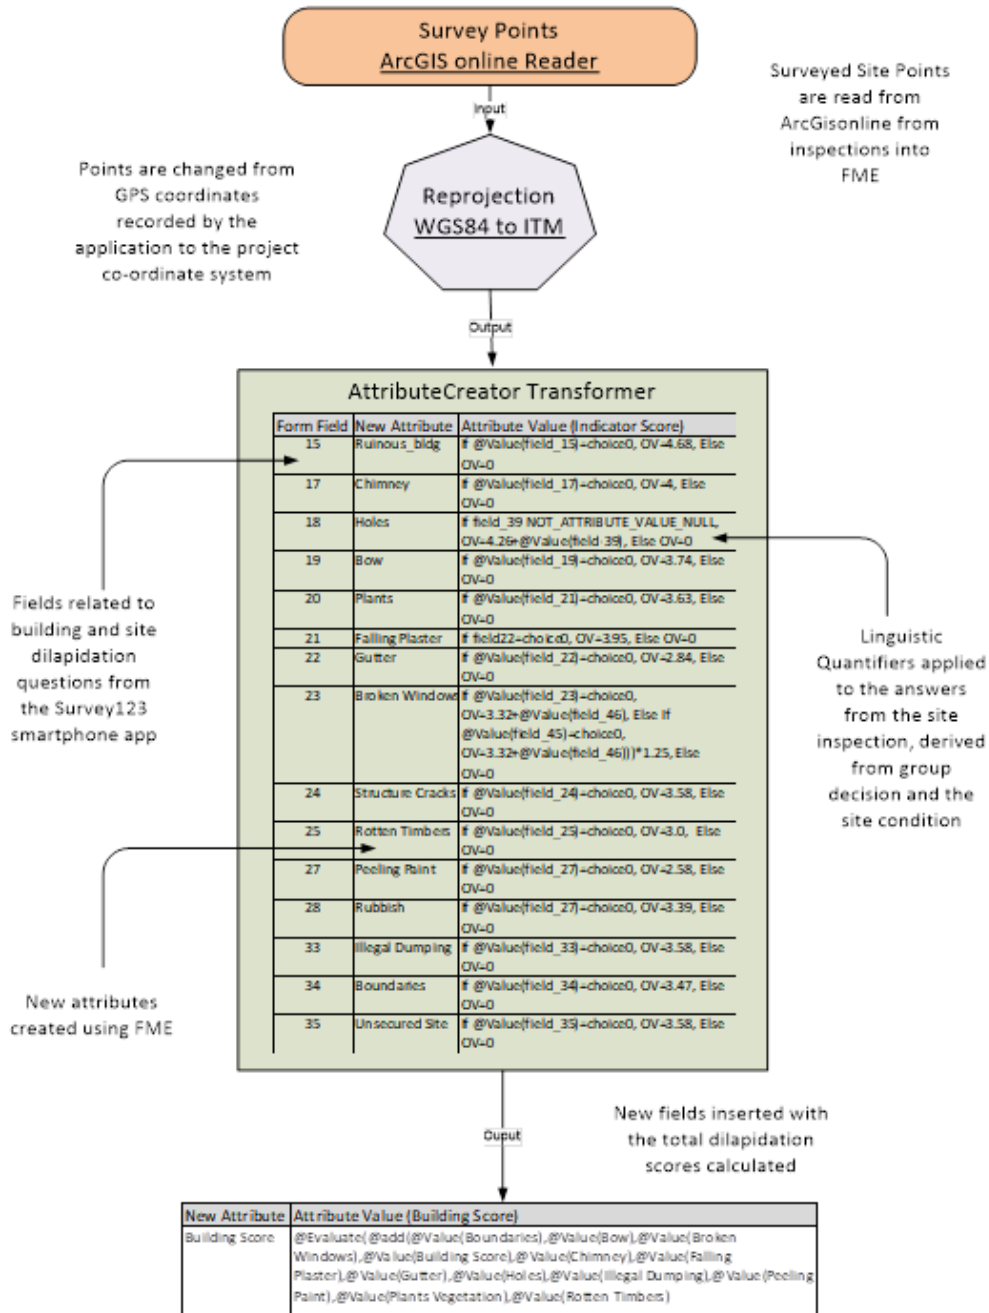 Survey Points
ArcGIS online Reader
Input
Surveyed Site Points
are read from
ArcGisonline from
inspections into
FME
Points are changed from
GPS coordinates
recorded by the
application to the project
co-ordinate system
Reprojection
WGS84 to ITM
Output
AttributeCreator Transformer
Form Field New Attribute Attribute Value (Indicator Score)
15 Ruinous_bldg If @Value(field_15)=choice0, OV=4.68, Else
OV=0
17 Chimney If @Value(field_17)=choice0, OV=4, Else
OV=0
18 Holes If field_39 NOT_ATTRIBUTE_VALUE_NULL,
OV=4.26+@Value(field-39), Else OV=0
19 Bow If @Value(field_19)=choice0, OV=3.74, Else
OV=0
20 Plants If @Value(field_21)=choice0, OV=3.63, Else
OV=0
21 Falling Plaster If field22=choice0, OV=3.95, Else OV=0
22 Gutter If @Value(field_22)=choice0, OV=2.84, Else
OV=0
23 Broken Windows If @Value(field_23)=choice0,
OV=3.32+@Value(field_46), Else If
@Value(field_45)=choice0,
OV=3.32+@Value(field_46)))*1.25, Else
OV=0
24 Structure Cracks If @Value(field_24)=choice0, OV=3.58, Else
OV=0
25 Rotten Timbers If @Value(field_25)=choice0, OV=3.0, Else
OV=0
27 Peeling Paint If @Value(field_27)=choice0, OV=2.58, Else
OV=0
28 Rubbish If @Value(field_27)=choice0, OV=3.39, Else
OV=0
33 Illegal Dumping If @Value(field_33)=choice0, OV=3.58, Else
OV=0
34 Boundaries If @Value(field_34)=choice0, OV=3.47, Else
OV=0
35 Unsecured Site If @Value(field_35)=choice0, OV=3.58, Else
OV=0
Fields related to
building and site
dilapidation
questions from
the Survey123
smartphone app
Linguistic
Quantifiers applied
to the answers
from the site
inspection, derived
from group
decision and the
site condition
New attributes
created using FME
Ouput
New fields inserted with
the total dilapidation
scores calculated
New Attribute Attribute Value (Building Score)
Building Score @Evaluate(@add(@Value(Boundaries),@Value(Bow),@Value(Broken
Windows),@Value(Building Score),@Value(Chimney),@Value(Falling
Plaster),@Value(Gutter),@Value(Holes),@Value(Illegal Dumping),@Value(Peeling
Paint),@Value(Plants Vegetation),@Value(Rotten Timbers)